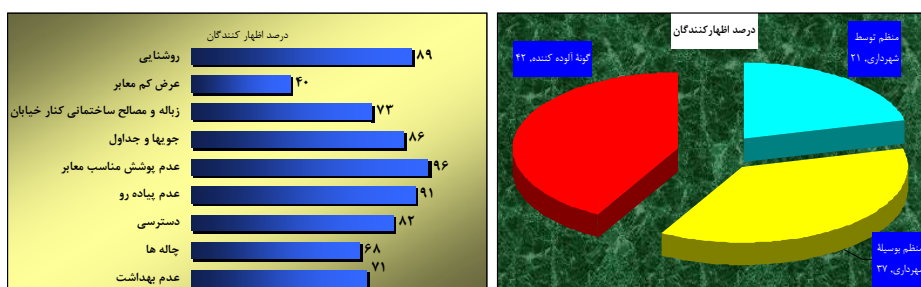 درصد اظهار کنندگان
روشنایی ۸۹
عرض کم معابر ۴۰
زباله و مصالح ساختمانی کنار خیابان ۷۳
جویها و جداول ۸۶
عدم پوشش مناسب معابر ۹۶
عدم پیاده رو ۹۱
دسترسی ۸۲
چاله ها ۶۸
عدم بهداشت ۷۱
درصد اظهارکنندگان
منظم توسط
شهرداری, ۲۱
گونۀ آلوده کننده, ۴۲
منظم بوسیلۀ
شهرداری, ۳۷